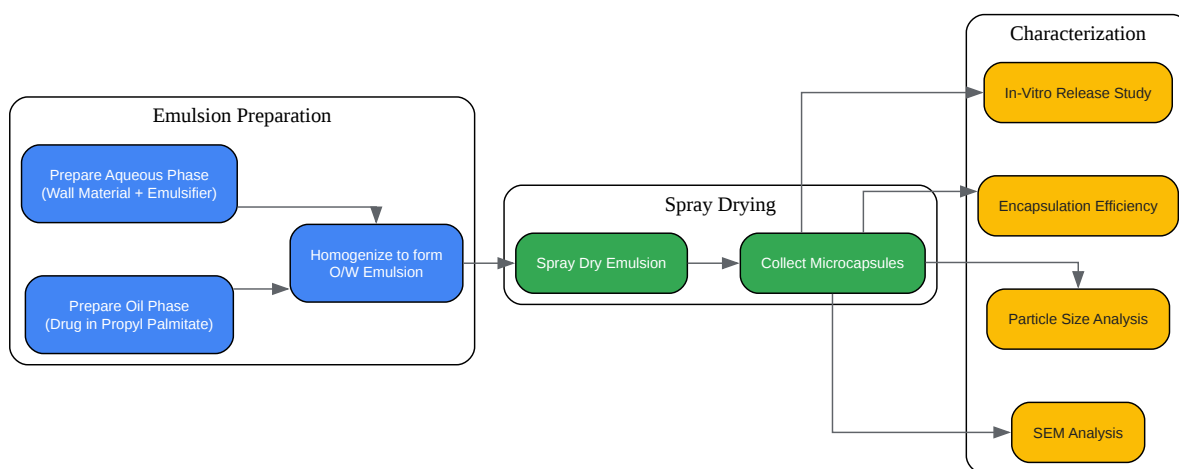 Emulsion Preparation
Prepare Aqueous Phase
(Wall Material + Emulsifier)
Prepare Oil Phase
(Drug in Propyl Palmitate)
Homogenize to form
O/W Emulsion
Spray Drying
Spray Dry Emulsion
Collect Microcapsules
Characterization
In-Vitro Release Study
Encapsulation Efficiency
Particle Size Analysis
SEM Analysis